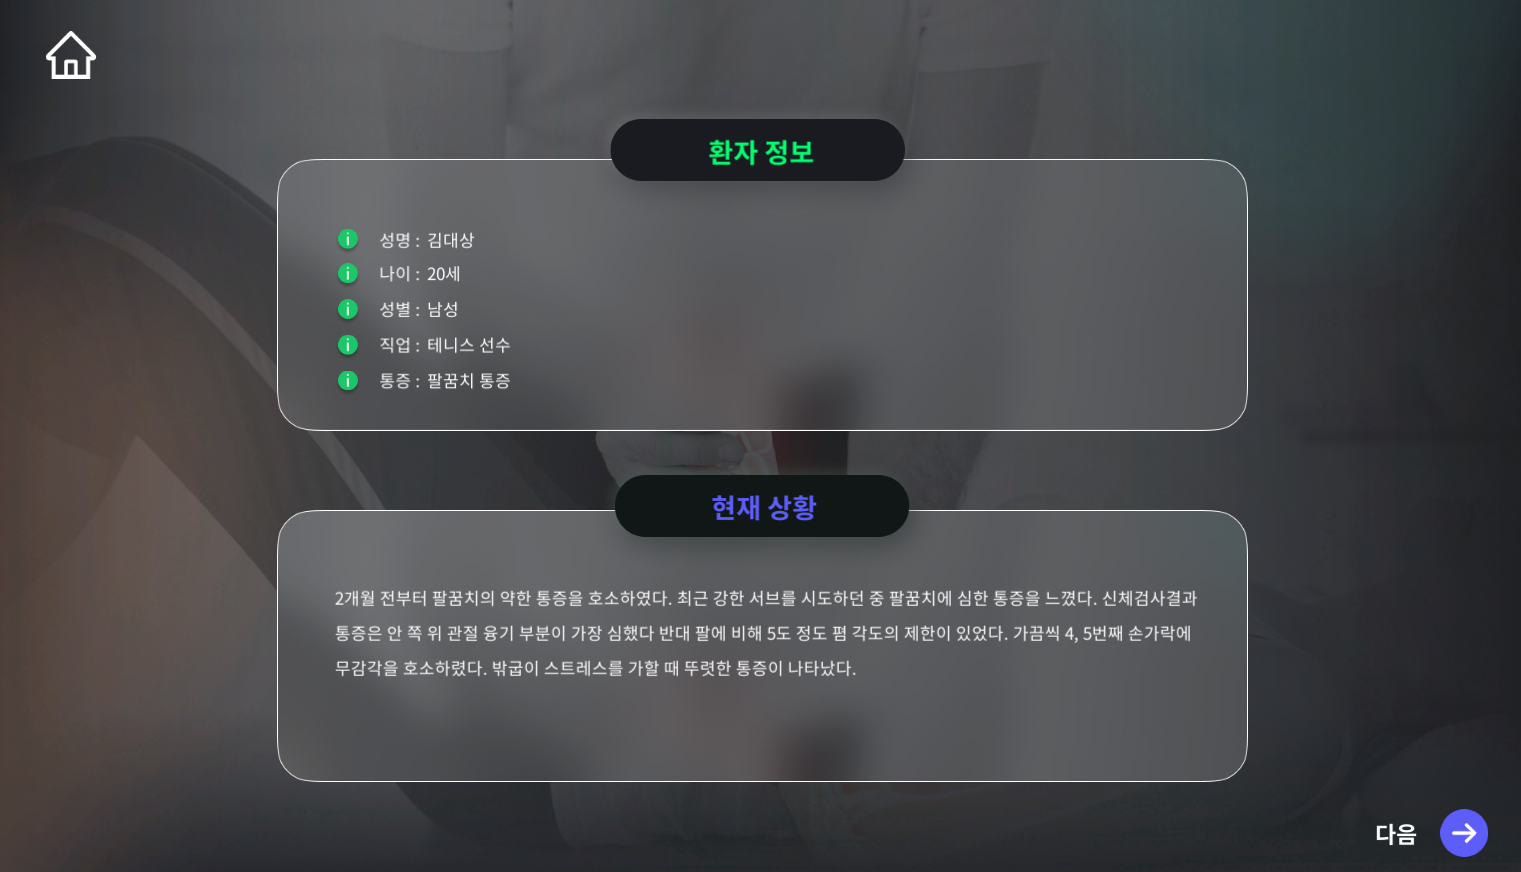 환자 정보
성명 : 김대상
나이 : 20세
성별 : 남성
직업 : 테니스 선수
통증 : 팔꿈치 통증
현재 상황
2개월 전부터 팔꿈치의 약한 통증을 호소하였다. 최근 강한 서브를 시도하던 중 팔꿈치에 심한 통증을 느꼈다. 신체검사결과
통증은 안 쪽 위 관절 융기 부분이 가장 심했다 반대 팔에 비해 5도 정도 폄 각도의 제한이 있었다. 가끔씩 4, 5번째 손가락에
무감각을 호소하렸다. 밖굽이 스트레스를 가할 때 뚜렷한 통증이 나타났다.
다음